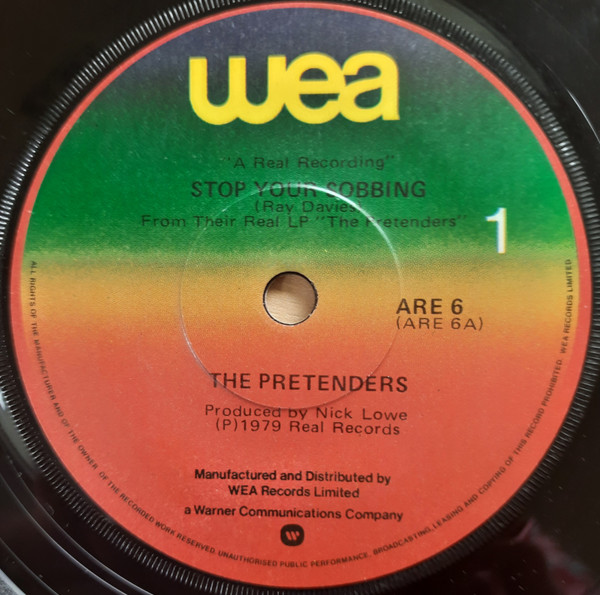 wea
"A Real Recording"
STOP YOUR SOBBING
(Ray Davies)
From Their Real LP "The Pretenders"
1
ARE 6
(ARE 6A)
THE PRETENDERS
Produced by Nick Lowe
(P)1979 Real Records
Manufactured and Distributed by
WEA Records Limited
a Warner Communications Company
ALL RIGHTS OF THE MANUFACTURER AND OF THE OWNER OF THE RECORDED WORK RESERVED. UNAUTHORISED PUBLIC PERFORMANCE, BROADCASTING, LEASING AND COPYING OF THIS RECORD PROHIBITED. WEA RECORDS LIMITED